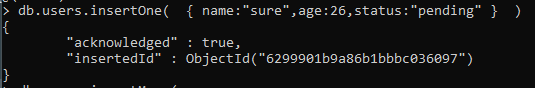 > db.users.insertOne(  { name:"sure",age:26,status:"pending" }  )
{
        "acknowledged" : true,
        "insertedId" : ObjectId("6299901b9a86b1bbbc036097")
}